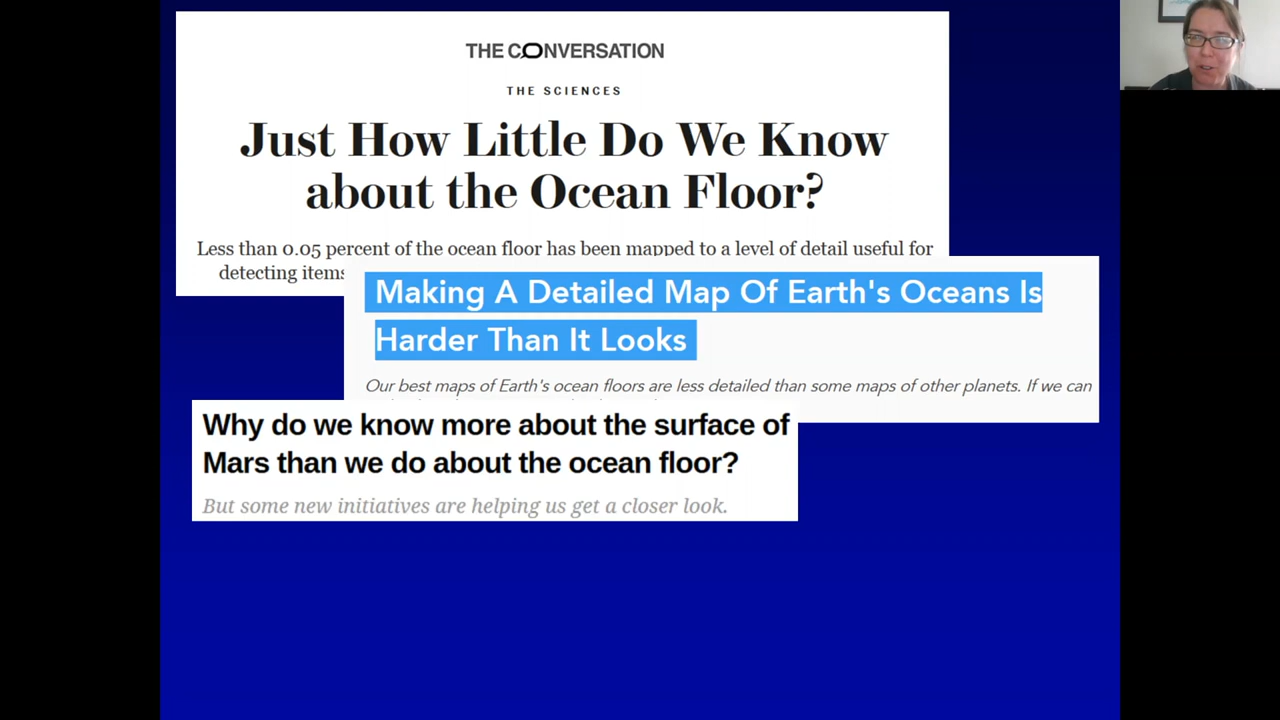 THE CONVERSATION
THE SCIENCES
Just How Little Do We Know
about the Ocean Floor?
Less than 0.05 percent of the ocean floor has been mapped to a level of detail useful for
detecting items
Making A Detailed Map Of Earth's Oceans Is
Harder Than It Looks
Our best maps of Earth's ocean floors are less detailed than some maps of other planets. If we can
Why do we know more about the surface of
Mars than we do about the ocean floor?
But some new initiatives are helping us get a closer look.